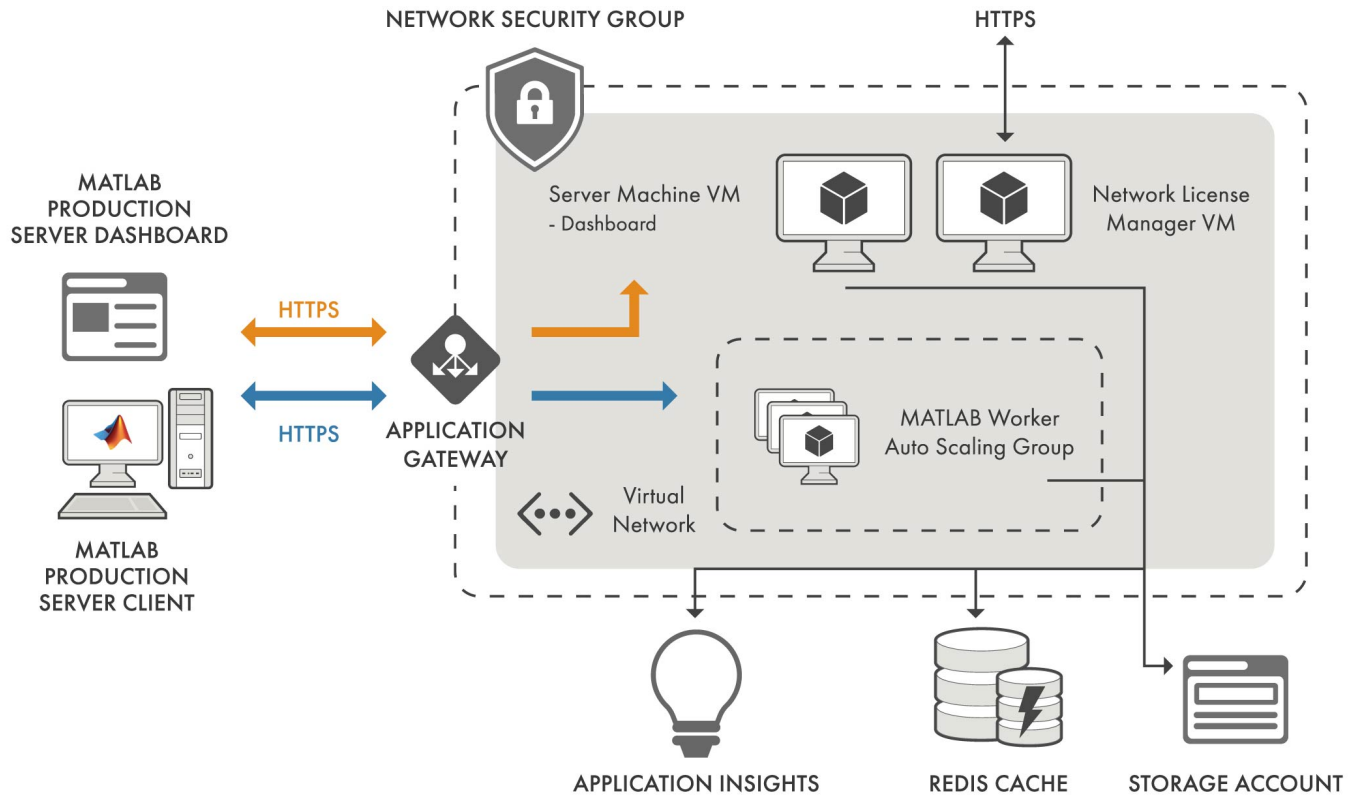 NETWORK SECURITY GROUP
HTTPS
MATLAB
PRODUCTION
SERVER DASHBOARD
Server Machine VM
- Dashboard
Network License
Manager VM
HTTPS
HTTPS
APPLICATION
GATEWAY
MATLAB Worker
Auto Scaling Group
Virtual
Network
MATLAB
PRODUCTION
SERVER CLIENT
APPLICATION INSIGHTS
REDIS CACHE
STORAGE ACCOUNT